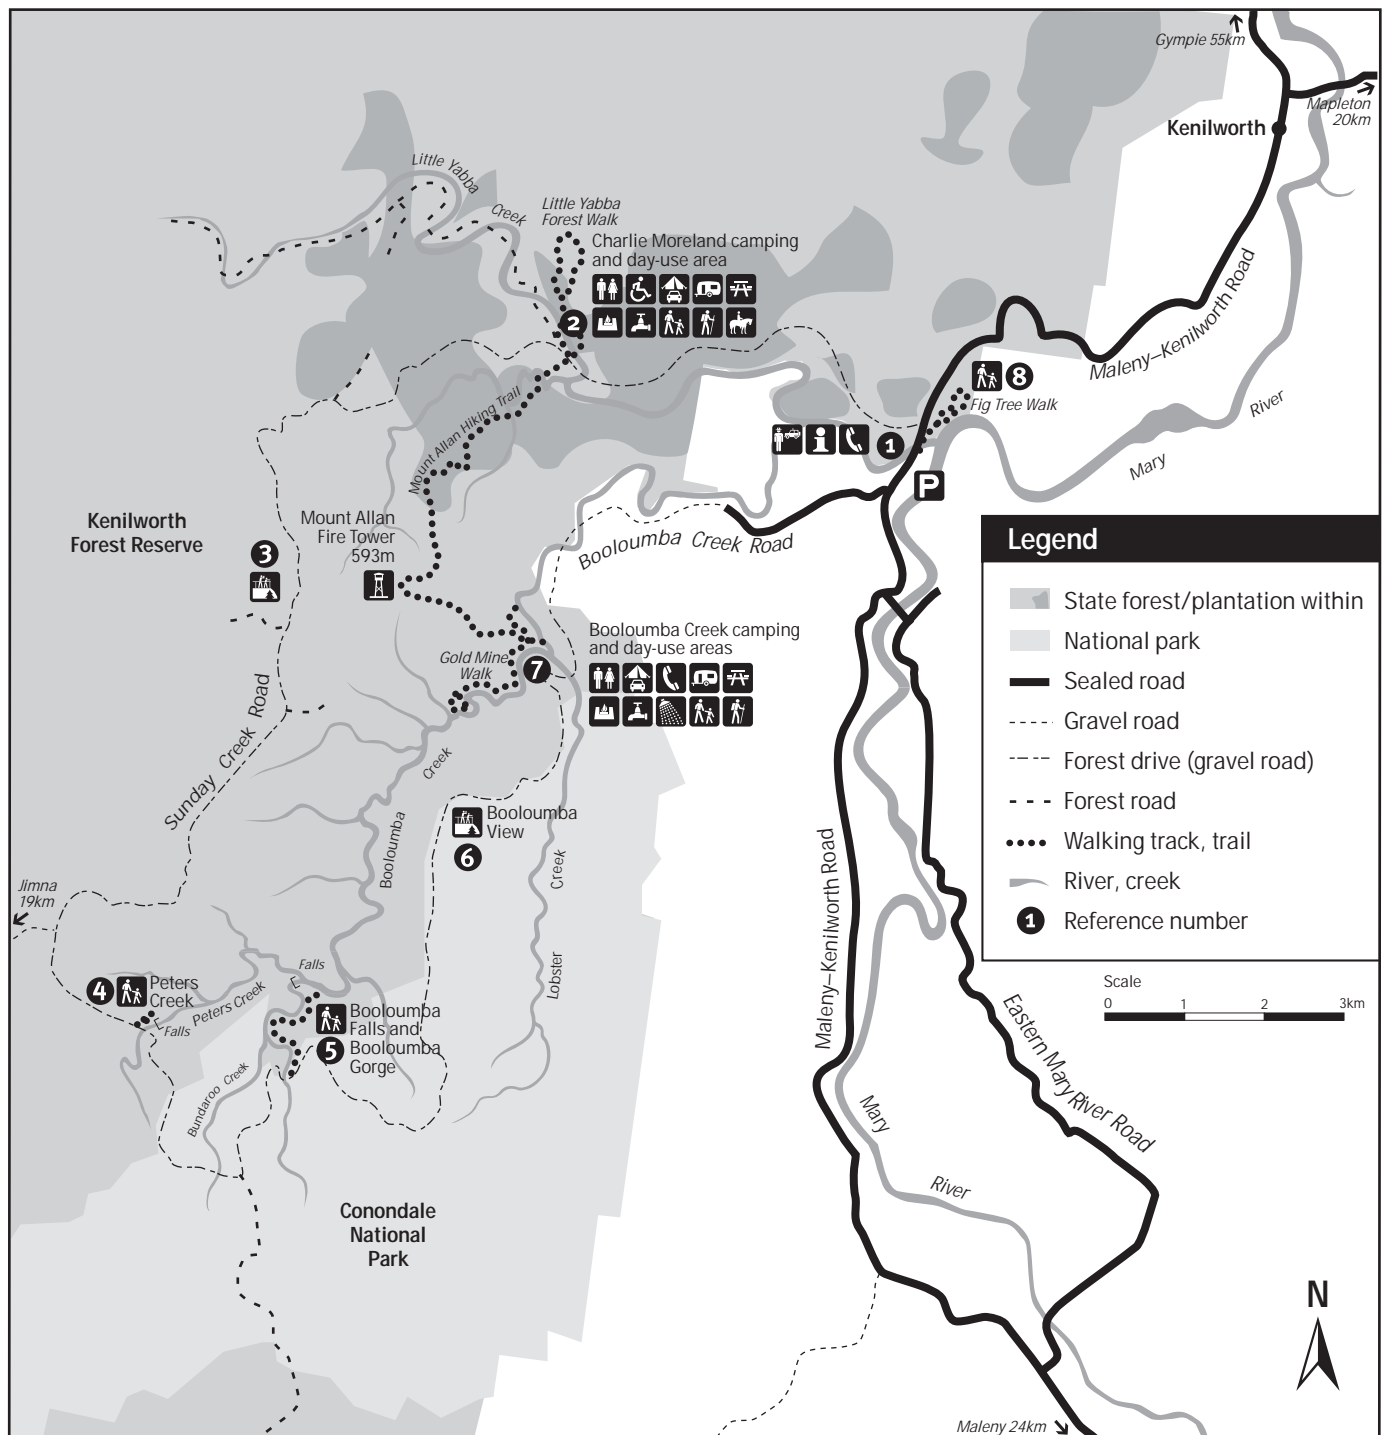 Gympie 55km
Mapleton
20km
Kenilworth
Little Yabba
Creek
Little Yabba
Forest Walk
Charlie Moreland camping
and day-use area
2
Maleny–Kenilworth Road
8
Fig Tree Walk
River
Mary
1
P
Mount Allan Hiking Trail
Kenilworth
Forest Reserve
3
Mount Allan
Fire Tower
593m
Booloumba Creek Road
Legend
State forest/plantation within
National park
Sealed road
Gravel road
Forest drive (gravel road)
Forest road
Walking track, trail
River, creek
1 Reference number
Booloumba Creek camping
and day-use areas
Gold Mine
Walk
7
Sunday Creek Road
Creek
Booloumba
Booloumba
View
6
Creek
Lobster
Maleny–Kenilworth Road
Jimna
19km
4
Peters
Creek
Falls
Peters Creek
Falls
Booloumba
Falls and
5
Booloumba
Gorge
Bundaroo Creek
Scale
0 1 2 3km
Eastern Mary River Road
Mary
River
Conondale
National
Park
N
Maleny 24km